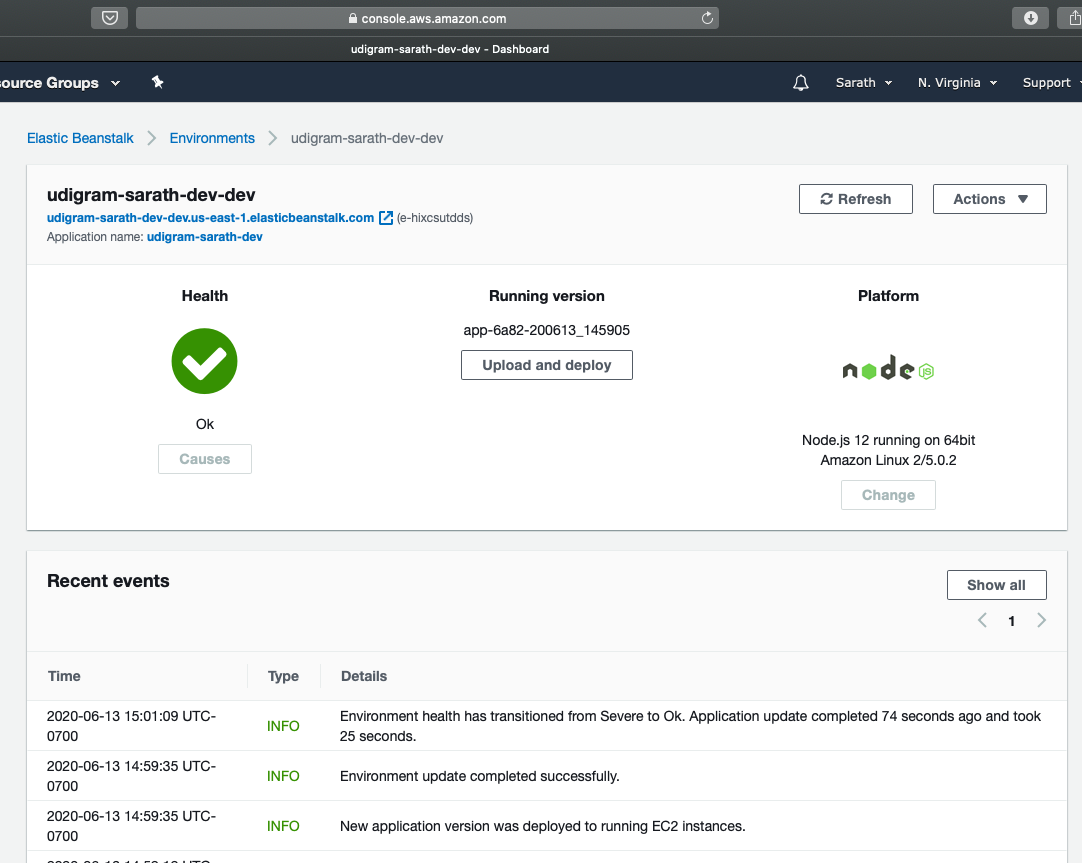 console.aws.amazon.com
udigram-sarath-dev-dev - Dashboard
source Groups
Sarath
N. Virginia
Support
Elastic Beanstalk
Environments
udigram-sarath-dev-dev
udigram-sarath-dev-dev
Refresh
Actions
udigram-sarath-dev-dev.us-east-1.elasticbeanstalk.com (e-hixcsutdds)
Application name: udigram-sarath-dev
Health
Ok
Causes
Running version
app-6a82-200613_145905
Upload and deploy
Platform
node
JS
Node.js 12 running on 64bit
Amazon Linux 2/5.0.2
Change
Recent events
Show all
1
Time
Type
Details
2020-06-13 15:01:09 UTC-
0700
INFO
Environment health has transitioned from Severe to Ok. Application update completed 74 seconds ago and took
25 seconds.
2020-06-13 14:59:35 UTC-
0700
INFO
Environment update completed successfully.
2020-06-13 14:59:35 UTC-
0700
INFO
New application version was deployed to running EC2 instances.